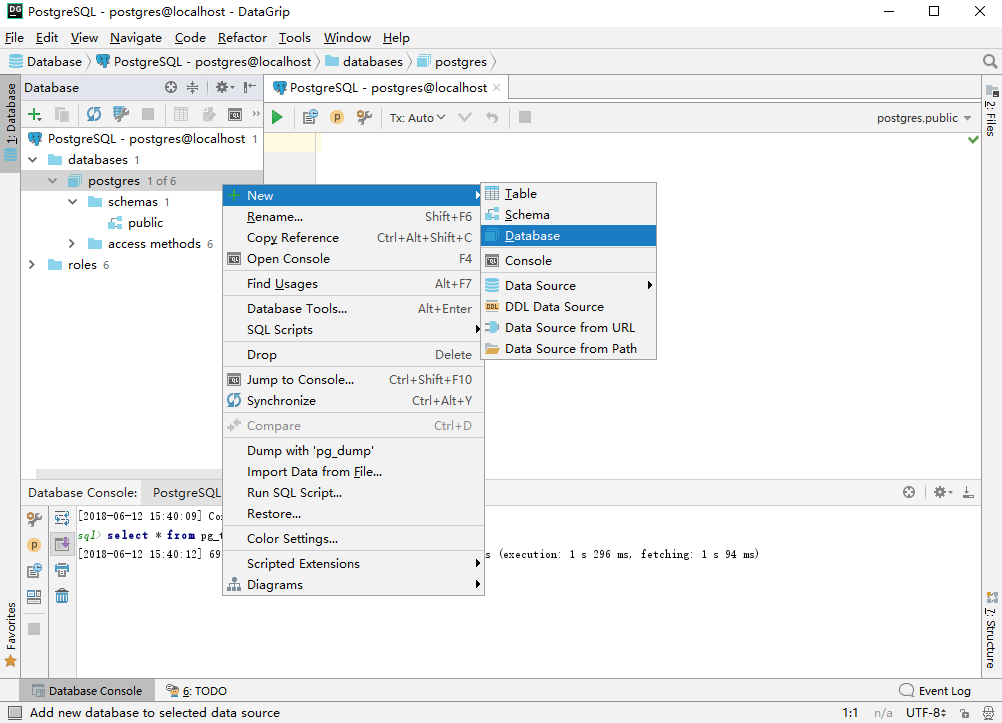 PostgreSQL - postgres@localhost - DataGrip
File Edit View Navigate Code Refactor Tools Window Help
Database PostgreSQL - postgres@localhost databases postgres
1: Database
Database
PostgreSQL - postgres@localhost
Tx: Auto
postgres.public
2: Files
PostgreSQL - postgres@localhost 1
databases 1
postgres 1 of 6
schemas 1
public
access methods 6
roles 6
New
Rename... Shift+F6
Copy Reference Ctrl+Alt+Shift+C
Open Console F4
Find Usages Alt+F7
Database Tools... Alt+Enter
SQL Scripts
Drop Delete
Jump to Console... Ctrl+Shift+F10
Synchronize Ctrl+Alt+Y
Compare Ctrl+D
Dump with 'pg_dump'
Import Data from File...
Run SQL Script...
Restore...
Color Settings...
Scripted Extensions
Diagrams
Table
Schema
Database
Console
Data Source
DDL Data Source
Data Source from URL
Data Source from Path
Database Console: PostgreSQL
[2018-06-12 15:40:09] Co
sql> select * from pg_t
[2018-06-12 15:40:12] 69 s (execution: 1 s 296 ms, fetching: 1 s 94 ms)
Favorites
7: Structure
Database Console 6: TODO Event Log
Add new database to selected data source 1:1 n/a UTF-8